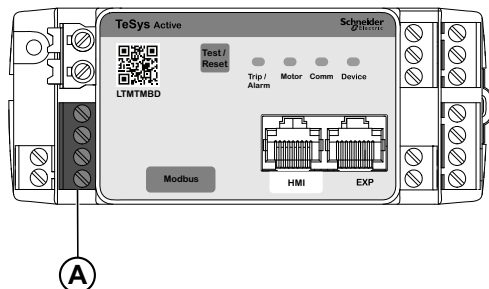 TeSys Active
Schneider
Electric
LTMTMBD
Test /
Reset
Trip /
Alarm
Motor
Comm
Device
Modbus
HMI
EXP
A